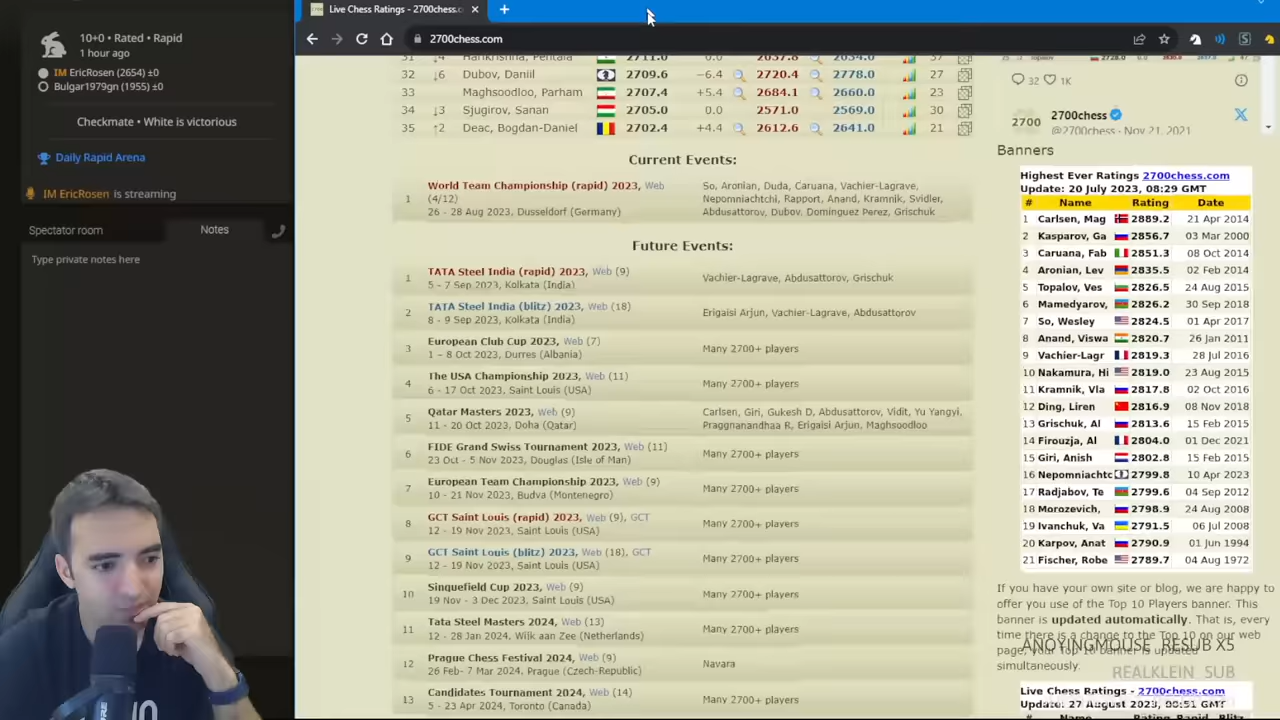 10+0 • Rated • Rapid
1 hour ago
IM EricRosen (2654) ±0
Bulgar1979gn (1955) ±0
Checkmate • White is victorious
Daily Rapid Arena
IM EricRosen is streaming
Spectator room
Notes
Type private notes here
Live Chess Ratings - 2700chess.co
2700chess.com
32 ↓6 Dubov, Daniil 2709.6 −6.4 2720.4 2778.0 27
33 Maghsoodloo, Parham 2707.4 +5.4 2684.1 2660.0 23
34 ↓3 Sjugirov, Sanan 2705.0 0.0 2571.0 2569.0 30
35 ↑2 Deac, Bogdan-Daniel 2702.4 +4.4 2612.6 2641.0 21
Current Events:
1 World Team Championship (rapid) 2023, Web (4/12)
26 - 28 Aug 2023, Dusseldorf (Germany)
So, Aronian, Duda, Caruana, Vachier-Lagrave,
Nepomniachtchi, Rapport, Anand, Kramnik, Svidler,
Abdusattorov, Dubov, Dominguez Perez, Grischuk
Future Events:
1 TATA Steel India (rapid) 2023, Web (9)
5 - 7 Sep 2023, Kolkata (India)
Vachier-Lagrave, Abdusattorov, Grischuk
2 TATA Steel India (blitz) 2023, Web (18)
8 - 9 Sep 2023, Kolkata (India)
Erigaisi Arjun, Vachier-Lagrave, Abdusattorov
3 European Club Cup 2023, Web (7)
1 - 8 Oct 2023, Durres (Albania)
Many 2700+ players
4 The USA Championship 2023, Web (11)
6 - 17 Oct 2023, Saint Louis (USA)
Many 2700+ players
5 Qatar Masters 2023, Web (9)
11 - 20 Oct 2023, Doha (Qatar)
Carlsen, Giri, Gukesh D, Abdusattorov, Vidit, Yu Yangyi,
Praggnanandhaa R, Erigaisi Arjun, Maghsoodloo
6 FIDE Grand Swiss Tournament 2023, Web (11)
23 Oct - 5 Nov 2023, Douglas (Isle of Man)
Many 2700+ players
7 European Team Championship 2023, Web (9)
10 - 21 Nov 2023, Budva (Montenegro)
Many 2700+ players
8 GCT Saint Louis (rapid) 2023, Web (9), GCT
12 - 19 Nov 2023, Saint Louis (USA)
Many 2700+ players
9 GCT Saint Louis (blitz) 2023, Web (18), GCT
12 - 19 Nov 2023, Saint Louis (USA)
Many 2700+ players
10 Sinquefield Cup 2023, Web (9)
19 Nov - 3 Dec 2023, Saint Louis (USA)
Many 2700+ players
11 Tata Steel Masters 2024, Web (13)
12 - 28 Jan 2024, Wijk aan Zee (Netherlands)
Many 2700+ players
12 Prague Chess Festival 2024, Web (9)
26 Feb- 7 Mar 2024, Prague (Czech-Republic)
Navara
13 Candidates Tournament 2024, Web (14)
5 - 23 Apr 2024, Toronto (Canada)
Many 2700+ players
32 1K
2700 2700chess
@2700chess · Nov 21, 2021
Banners
Highest Ever Ratings 2700chess.com
Update: 20 July 2023, 08:29 GMT
# Name Rating Date
1 Carlsen, Mag 2889.2 21 Apr 2014
2 Kasparov, Ga 2856.7 03 Mar 2000
3 Caruana, Fab 2851.3 08 Oct 2014
4 Aronian, Lev 2835.5 02 Feb 2014
5 Topalov, Ves 2826.5 24 Aug 2015
6 Mamedyarov, 2826.2 30 Sep 2018
7 So, Wesley 2824.5 01 Apr 2017
8 Anand, Viswa 2820.7 26 Jan 2011
9 Vachier-Lagr 2819.3 28 Jul 2016
10 Nakamura, Hi 2819.0 23 Aug 2015
11 Kramnik, Vla 2817.8 02 Oct 2016
12 Ding, Liren 2816.9 08 Nov 2018
13 Grischuk, Al 2813.6 15 Feb 2015
14 Firouzja, Al 2804.0 01 Dec 2021
15 Giri, Anish 2802.8 15 Feb 2015
16 Nepomniachtc 2799.8 10 Apr 2023
17 Radjabov, Te 2799.6 04 Sep 2012
18 Morozevich, 2798.9 24 Aug 2008
19 Ivanchuk, Va 2791.5 06 Jul 2008
20 Karpov, Anat 2790.9 01 Jun 1994
21 Fischer, Robe 2789.7 04 Aug 1972
If you have your own site or blog, we are happy to
offer you use of the Top 10 Players banner. This
banner is updated automatically. That is, every
time there is a change to the Top 10 on our web
page, your Top 10 banner is updated
simultaneously.
ANOYINGMOUSE RESUB X5
REALKLEIN SUB
Live Chess Ratings - 2700chess.com
Update: 27 August 2023, 00:51 GMT